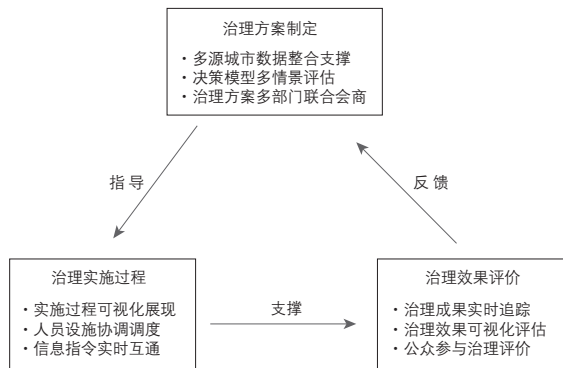 治理方案制定
·多源城市数据整合支撑
·决策模型多情景评估
·治理方案多部门联合会商
指导
反馈
治理实施过程
·实施过程可视化展现
·人员设施协调调度
·信息指令实时互通
支撑
治理效果评价
·治理成果实时追踪
·治理效果可视化评估
·公众参与治理评价